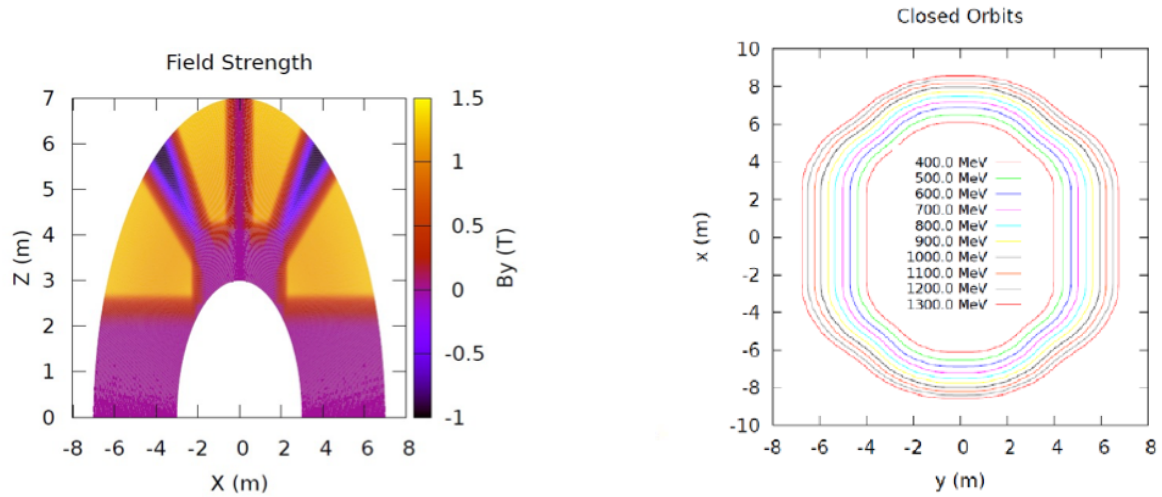 Field Strength
7
6
5
4
3
2
1
0
Z (m)
-8 -6 -4 -2 0 2 4 6 8
X (m)
1.5
1
0.5
0
-0.5
-1
By (T)
Closed Orbits
10
8
6
4
2
0
-2
-4
-6
-8
-10
x (m)
400.0 MeV
500.0 MeV
600.0 MeV
700.0 MeV
800.0 MeV
900.0 MeV
1000.0 MeV
1100.0 MeV
1200.0 MeV
1300.0 MeV
-8 -6 -4 -2 0 2 4 6 8
y (m)